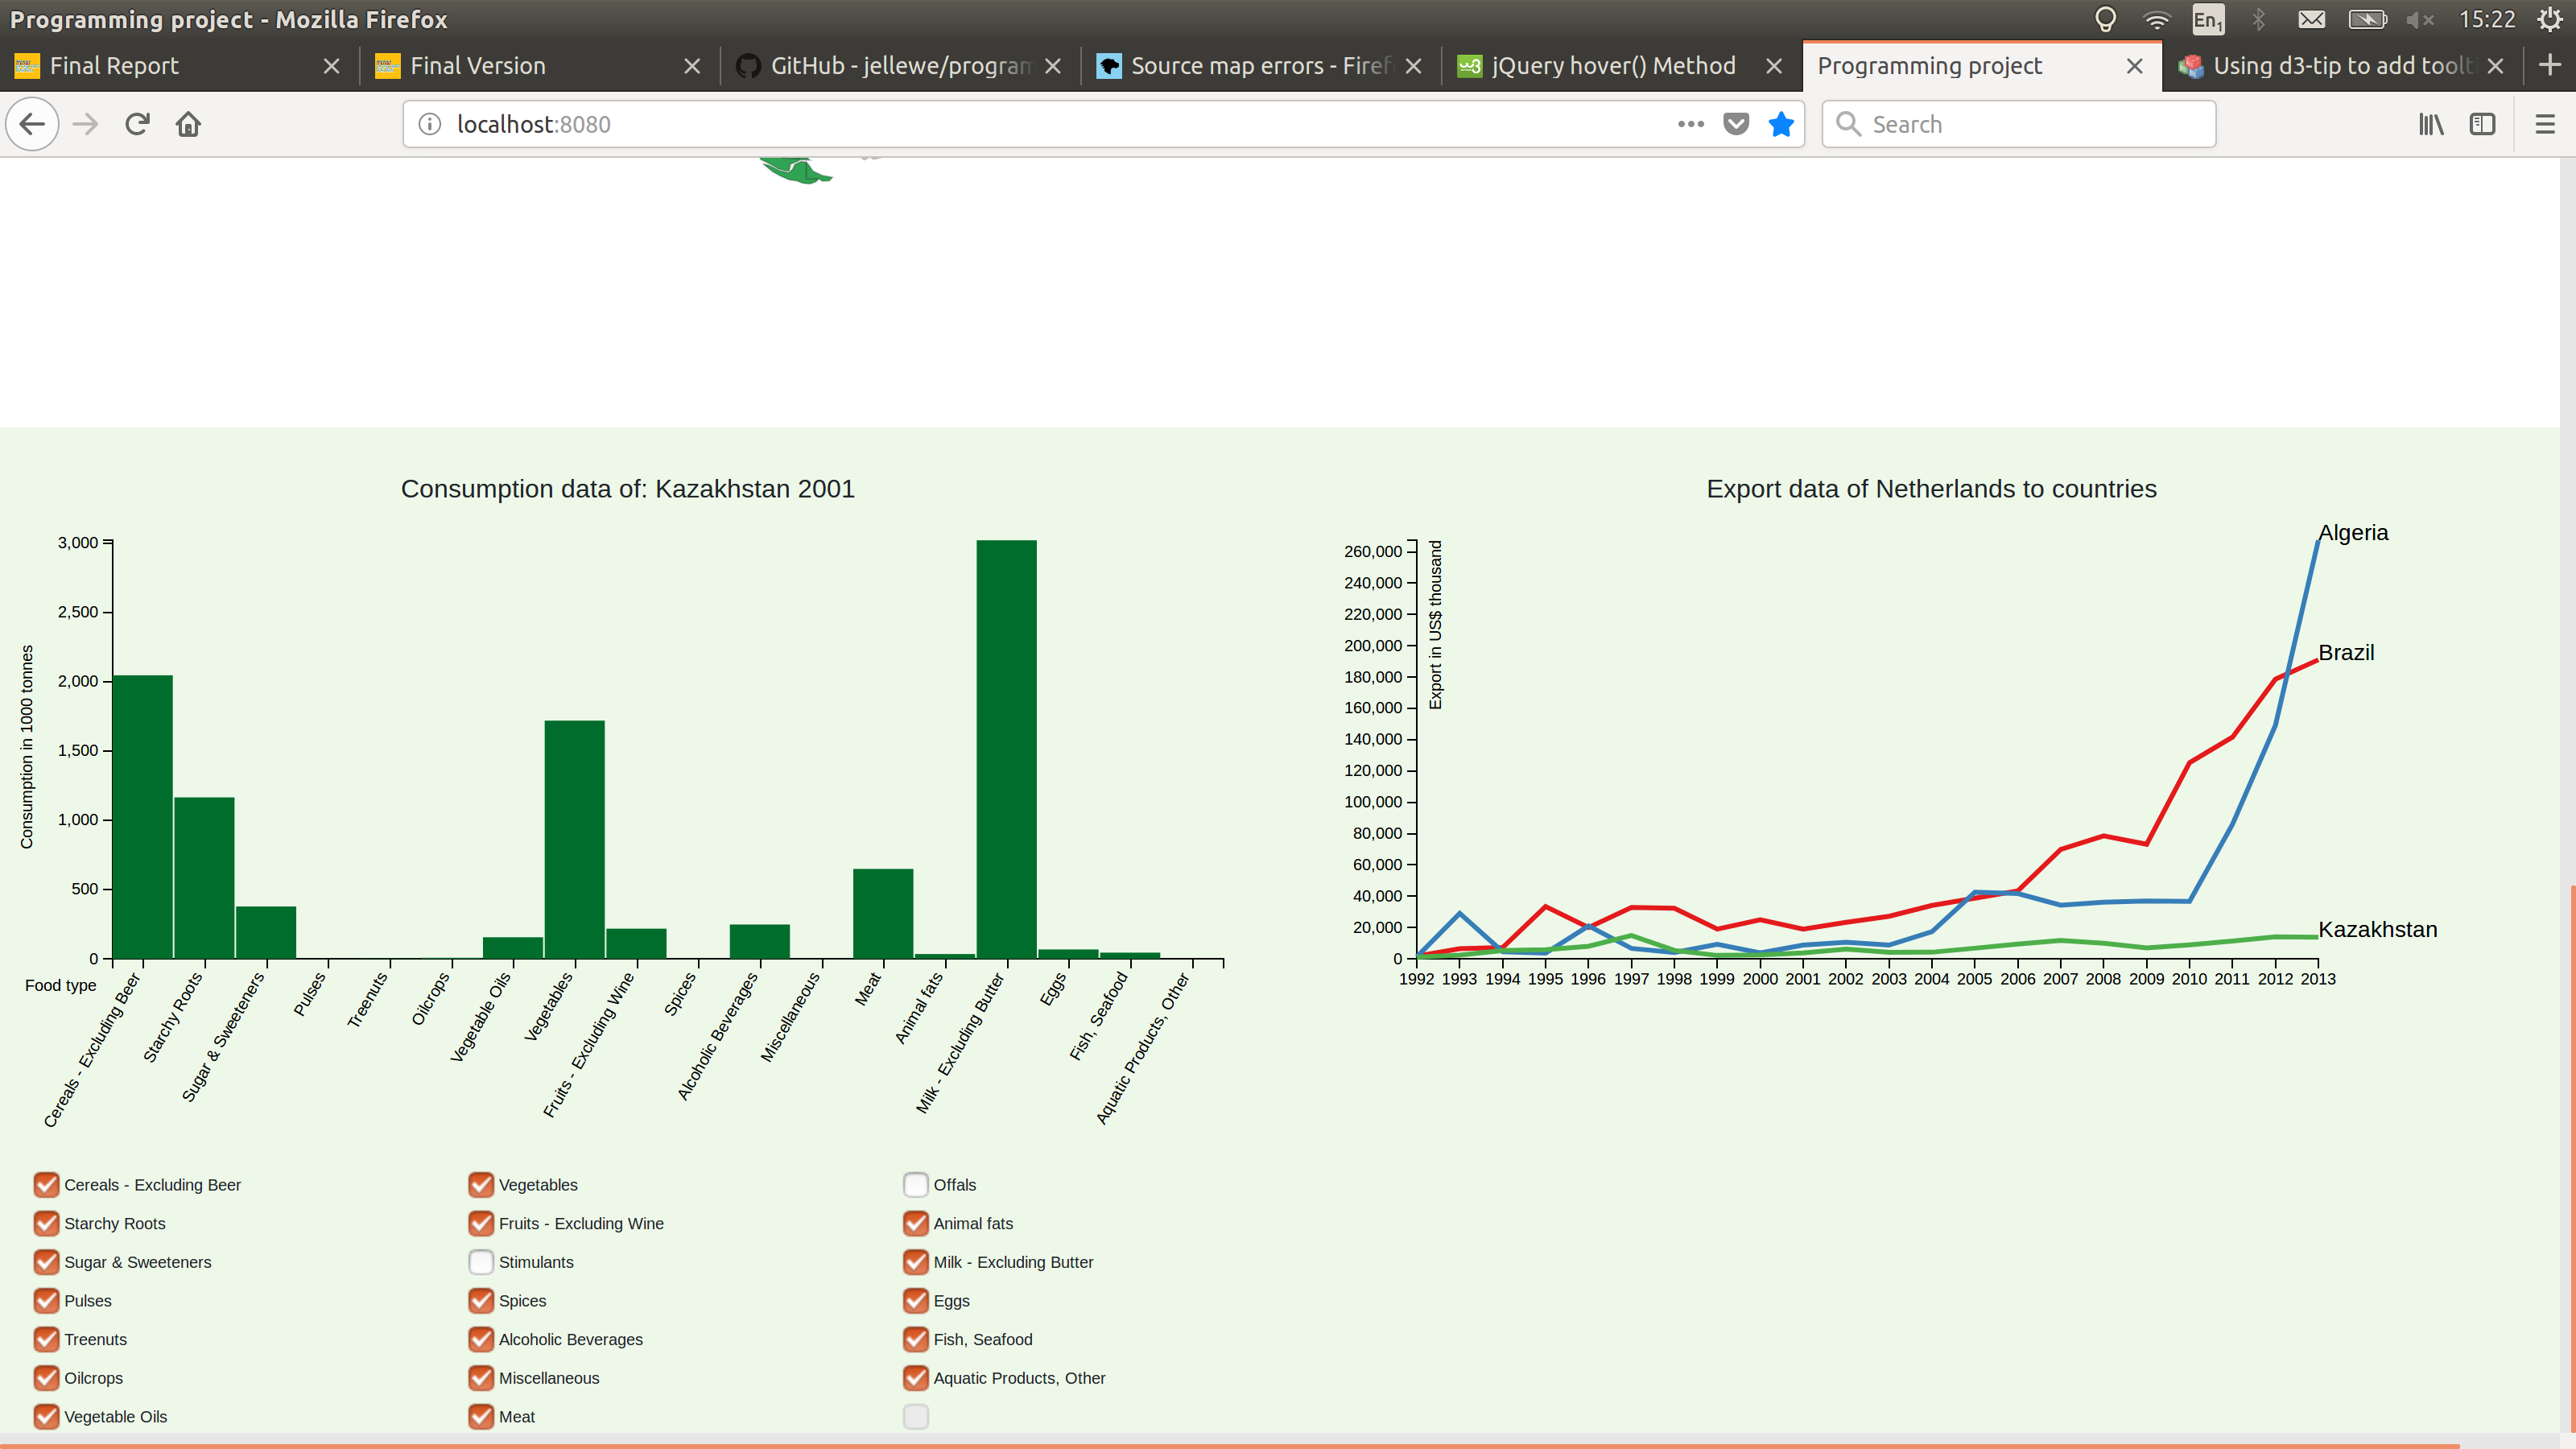 Programming project - Mozilla Firefox
En1
15:22
Final Report
Final Version
GitHub - jellewe/program
Source map errors - Firef
jQuery hover() Method
Programming project
Using d3-tip to add toolti
localhost:8080
Search
Consumption data of: Kazakhstan 2001
3,000
2,500
2,000
1,500
1,000
500
0
Consumption in 1000 tonnes
Food type
Cereals - Excluding Beer
Starchy Roots
Sugar & Sweeteners
Pulses
Treenuts
Oilcrops
Vegetable Oils
Vegetables
Fruits - Excluding Wine
Spices
Alcoholic Beverages
Miscellaneous
Meat
Animal fats
Milk - Excluding Butter
Eggs
Fish, Seafood
Aquatic Products, Other
Export data of Netherlands to countries
260,000
240,000
220,000
200,000
180,000
160,000
140,000
120,000
100,000
80,000
60,000
40,000
20,000
0
Export in US$ thousand
Algeria
Brazil
Kazakhstan
1992 1993 1994 1995 1996 1997 1998 1999 2000 2001 2002 2003 2004 2005 2006 2007 2008 2009 2010 2011 2012 2013
Cereals - Excluding Beer
Starchy Roots
Sugar & Sweeteners
Pulses
Treenuts
Oilcrops
Vegetable Oils
Vegetables
Fruits - Excluding Wine
Stimulants
Spices
Alcoholic Beverages
Miscellaneous
Meat
Offals
Animal fats
Milk - Excluding Butter
Eggs
Fish, Seafood
Aquatic Products, Other